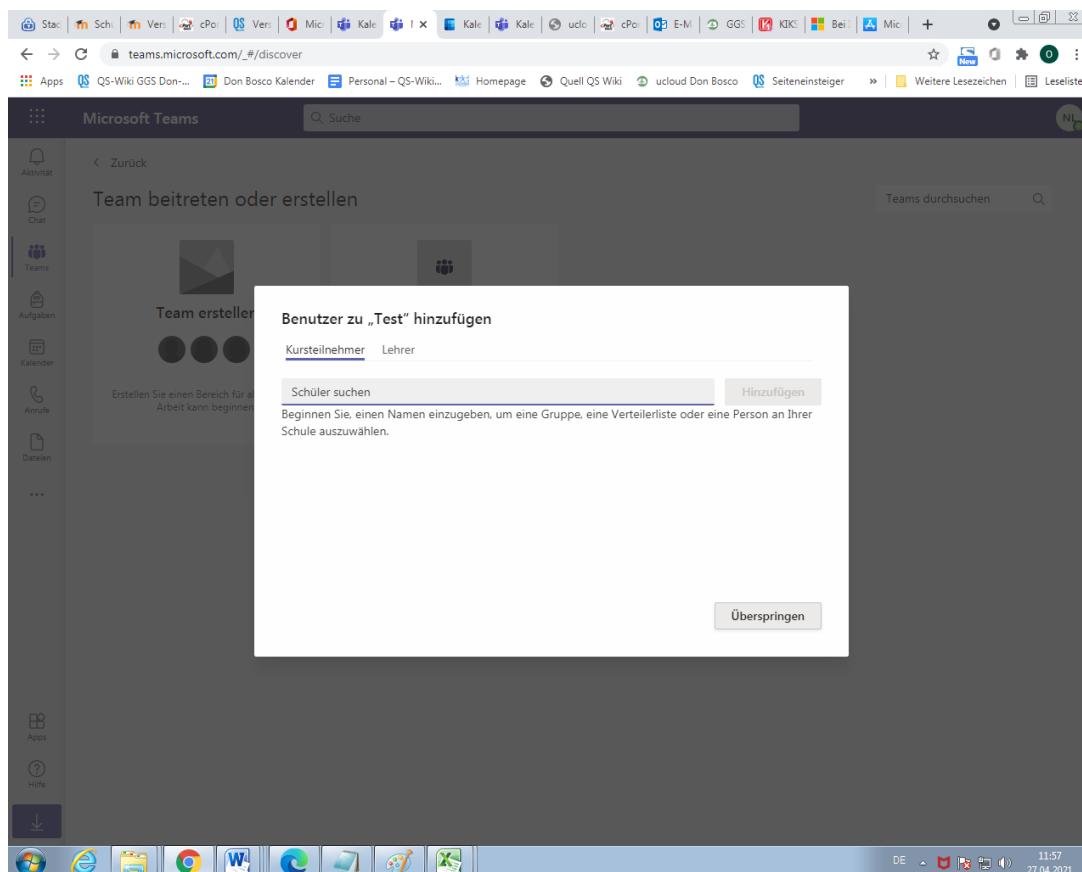 Stac Schu Vers cPo Vers Mic Kale Kale Kale uclo cPo E-M GGS KIKS Bei Mic
teams.microsoft.com/_#/discover
New
O
Apps QS-Wiki GGS Don-... Don Bosco Kalender Personal – QS-Wiki... Homepage Quell QS Wiki ucloud Don Bosco Seiteneinsteiger » Weitere Lesezeichen Leseliste
Microsoft Teams
Suche
NL
Aktivität
Chat
Teams
Aufgaben
Kalender
Anrufe
Dateien
...
Apps
Hilfe
< Zurück
Team beitreten oder erstellen
Teams durchsuchen
Team erstellen
Erstellen Sie einen Bereich für a
Arbeit kann beginnen
Benutzer zu „Test“ hinzufügen
Kursteilnehmer Lehrer
Schüler suchen
Hinzufügen
Beginnen Sie, einen Namen einzugeben, um eine Gruppe, eine Verteilerliste oder eine Person an Ihrer
Schule auszuwählen.
Überspringen
DE
11:57
27.04.2021